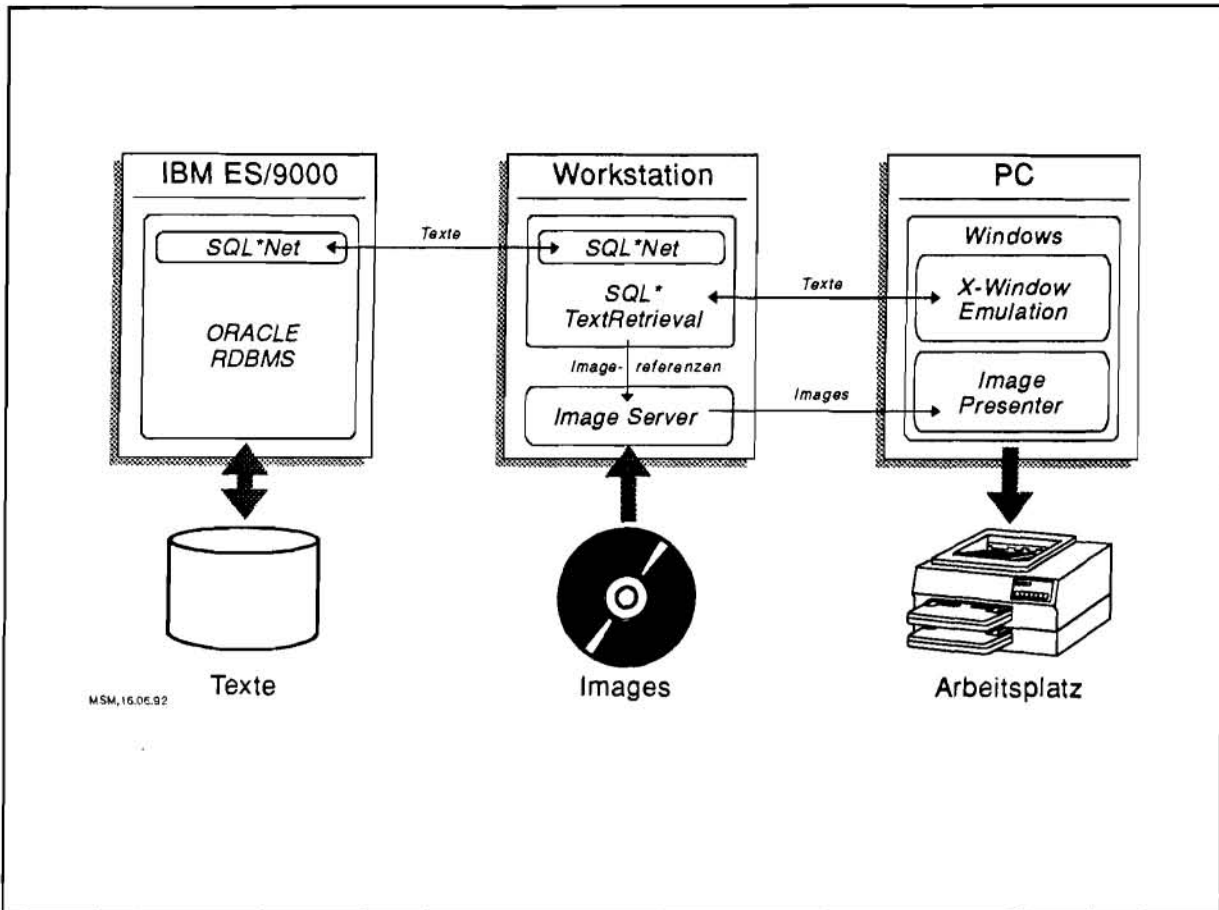 IBM ES/9000
SQL*Net
ORACLE
RDBMS
Texte
Workstation
SQL*Net
SQL*
TextRetrieval
Image- referenzen
Image Server
Texte
Images
PC
Windows
X-Window
Emulation
Image
Presenter
Texte
Images
Arbeitsplatz
MSM, 16.06.92